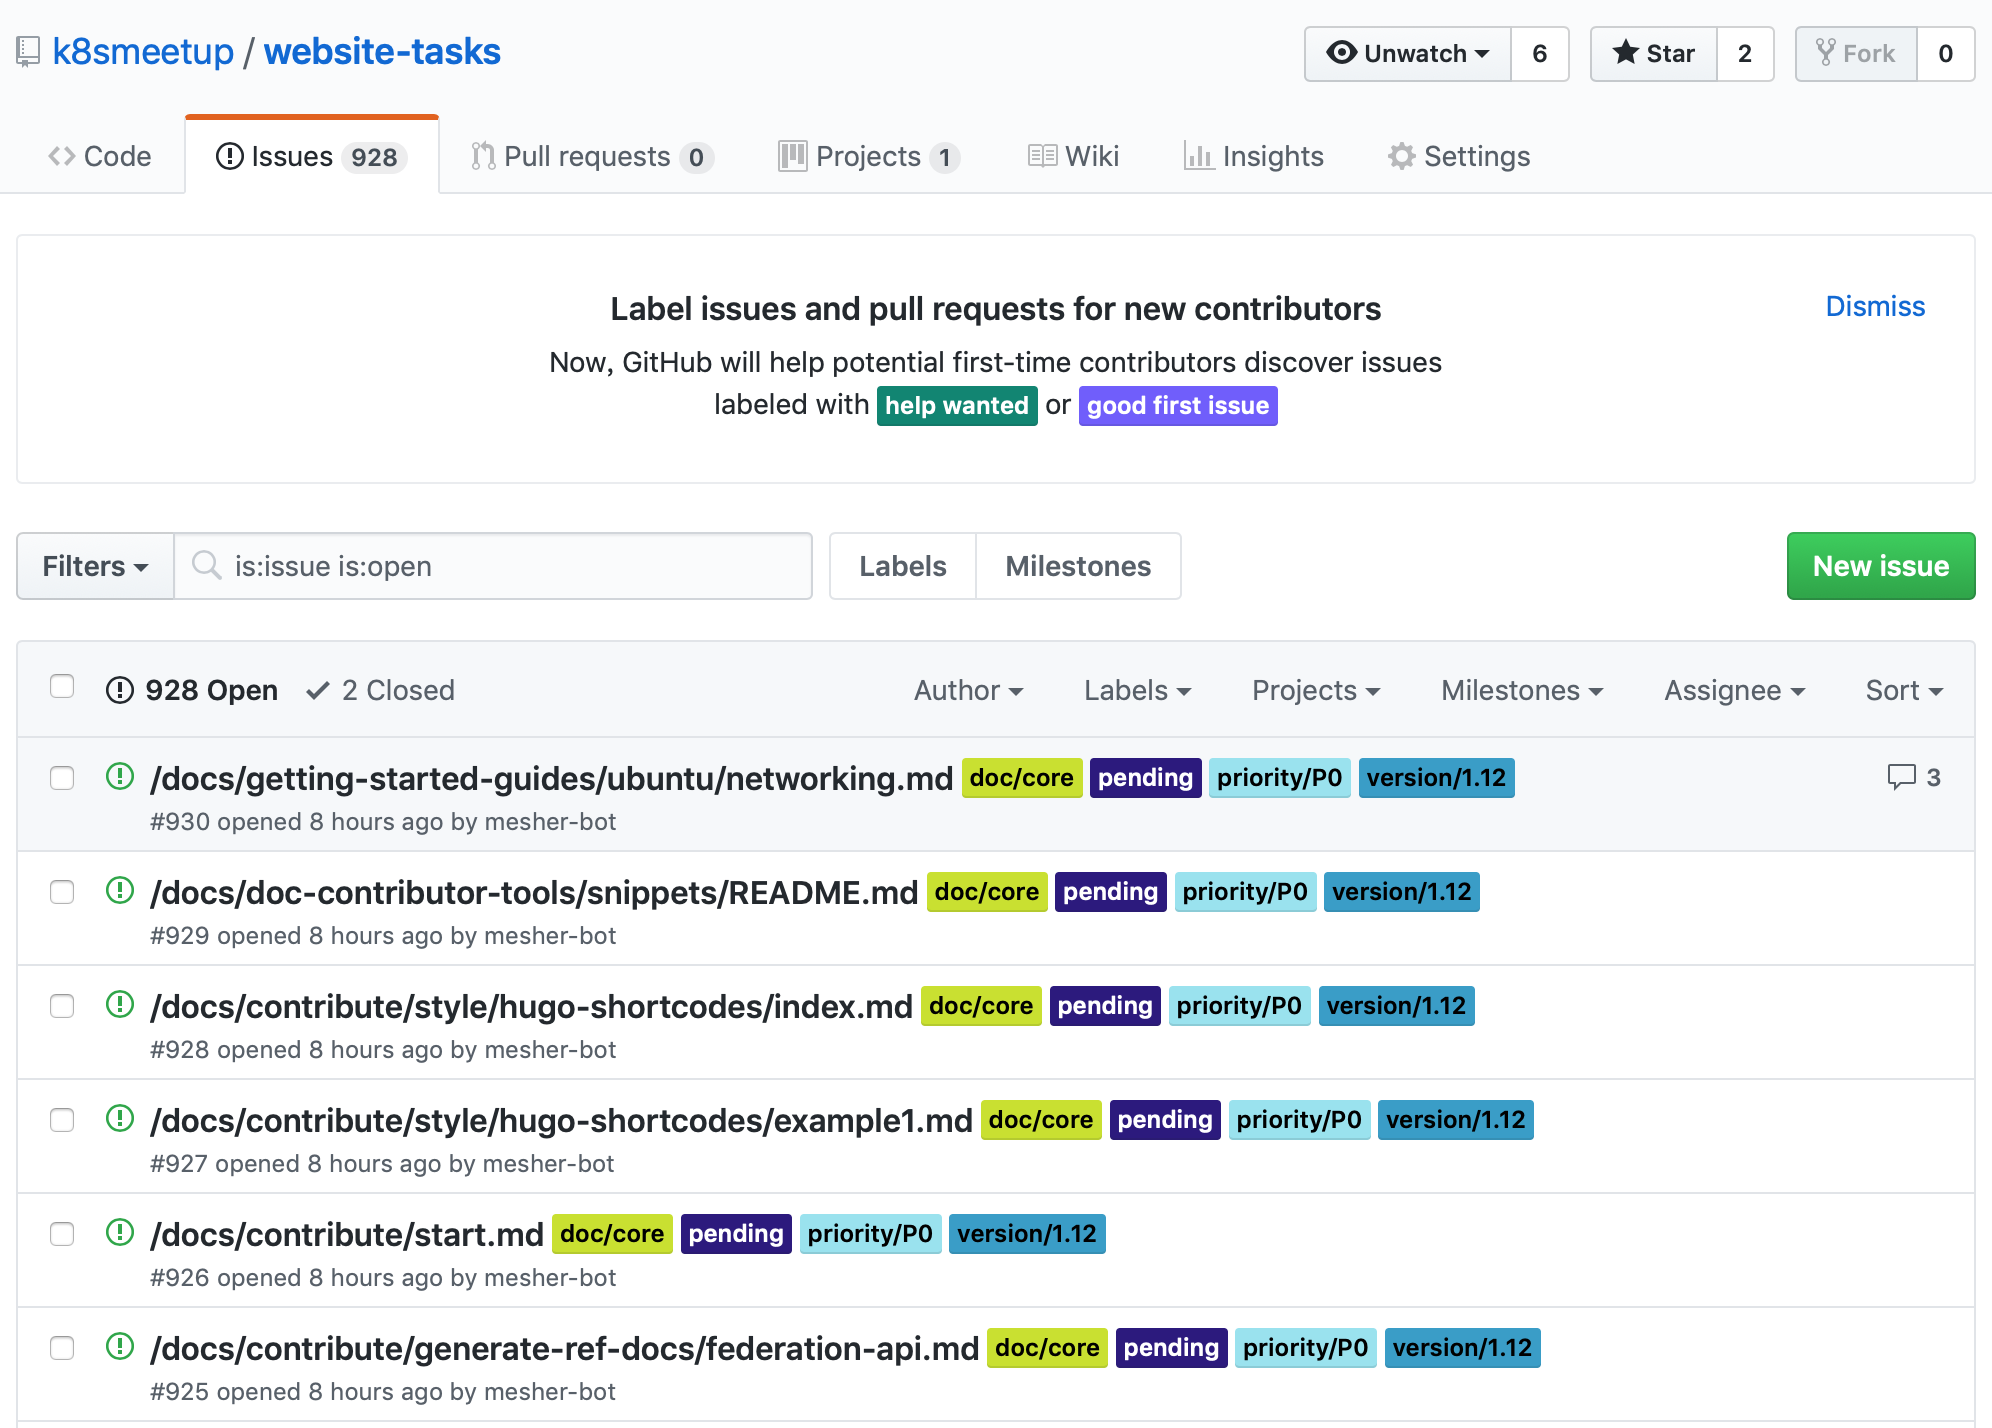 k8smeetup / website-tasks
Unwatch 6 Star 2 Fork 0
Code Issues 928 Pull requests 0 Projects 1 Wiki Insights Settings
Label issues and pull requests for new contributors
Dismiss
Now, GitHub will help potential first-time contributors discover issues
labeled with help wanted or good first issue
Filters is:issue is:open Labels Milestones New issue
928 Open 2 Closed Author Labels Projects Milestones Assignee Sort
/docs/getting-started-guides/ubuntu/networking.md doc/core pending priority/P0 version/1.12 3
#930 opened 8 hours ago by mesher-bot
/docs/doc-contributor-tools/snippets/README.md doc/core pending priority/P0 version/1.12
#929 opened 8 hours ago by mesher-bot
/docs/contribute/style/hugo-shortcodes/index.md doc/core pending priority/P0 version/1.12
#928 opened 8 hours ago by mesher-bot
/docs/contribute/style/hugo-shortcodes/example1.md doc/core pending priority/P0 version/1.12
#927 opened 8 hours ago by mesher-bot
/docs/contribute/start.md doc/core pending priority/P0 version/1.12
#926 opened 8 hours ago by mesher-bot
/docs/contribute/generate-ref-docs/federation-api.md doc/core pending priority/P0 version/1.12
#925 opened 8 hours ago by mesher-bot